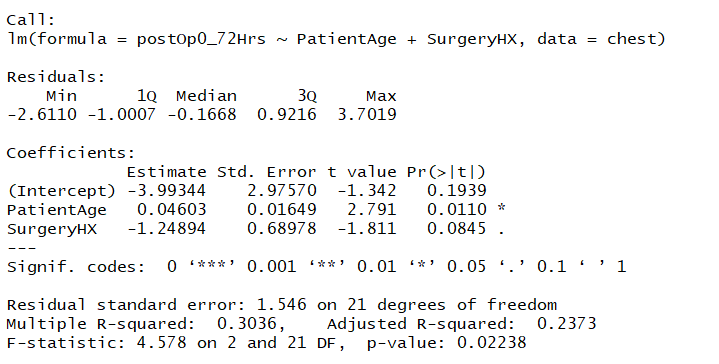 Call:
lm(formula = postOp0_72Hrs ~ PatientAge + SurgeryHX, data = chest)
Residuals:
Min 1Q Median 3Q Max
-2.6110 -1.0007 -0.1668 0.9216 3.7019
Coefficients:
Estimate Std. Error t value Pr(>|t|)
(Intercept) -3.99344 2.97570 -1.342 0.1939
PatientAge 0.04603 0.01649 2.791 0.0110 *
SurgeryHX -1.24894 0.68978 -1.811 0.0845 .
---
Signif. codes: 0 ‘***’ 0.001 ‘**’ 0.01 ‘*’ 0.05 ‘.’ 0.1 ‘ ’ 1
Residual standard error: 1.546 on 21 degrees of freedom
Multiple R-squared: 0.3036, Adjusted R-squared: 0.2373
F-statistic: 4.578 on 2 and 21 DF, p-value: 0.02238